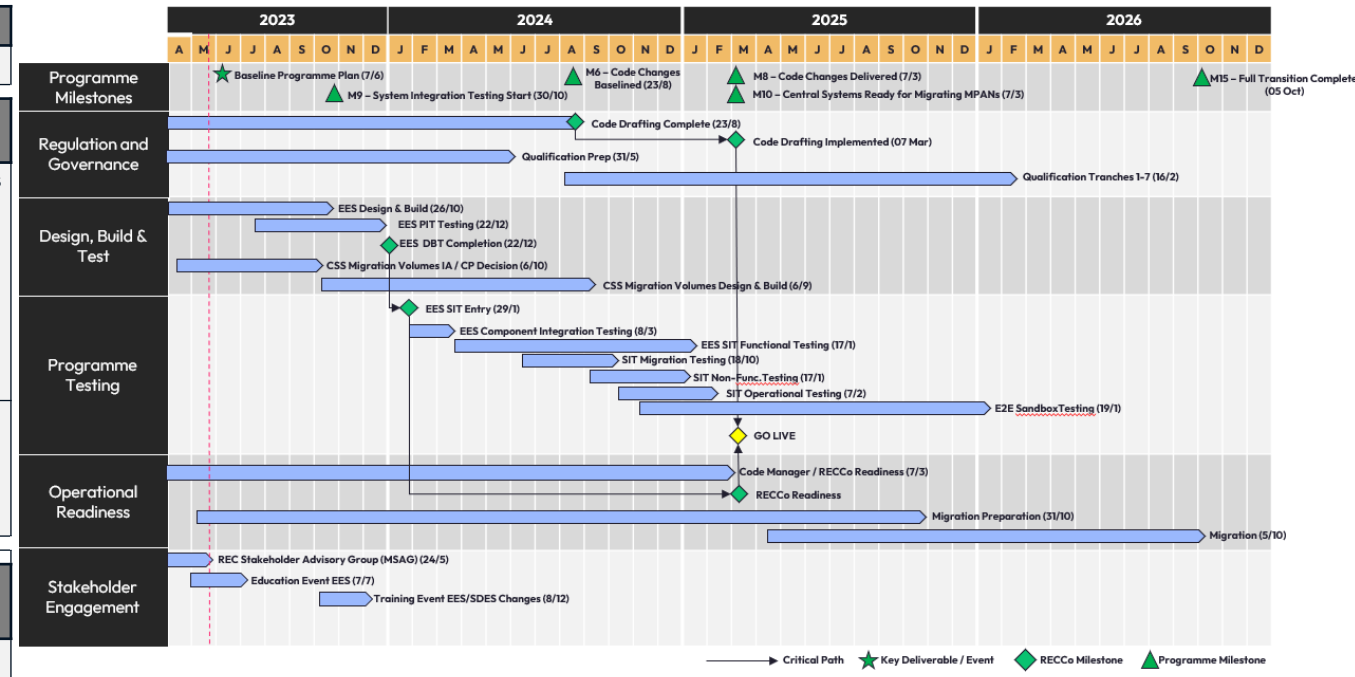 2023 2024 2025 2026
A M J J A S O N D J F M A M J J A S O N D J F M A M J J A S O N D J F M A M J J A S O N D
Programme
Milestones
Baseline Programme Plan (7/6)
M9 – System Integration Testing Start (30/10)
M6 – Code Changes
Baselined (23/8)
M8 – Code Changes Delivered (7/3)
M10 – Central Systems Ready for Migrating MPANs (7/3)
M15 – Full Transition Complete
(05 Oct)
Regulation and
Governance
Code Drafting Complete (23/8)
Code Drafting Implemented (07 Mar)
Qualification Prep (31/5)
Qualification Tranches 1-7 (16/2)
Design, Build &
Test
EES Design & Build (26/10)
EES PIT Testing (22/12)
EES DBT Completion (22/12)
CSS Migration Volumes IA / CP Decision (6/10)
CSS Migration Volumes Design & Build (6/9)
Programme
Testing
EES SIT Entry (29/1)
EES Component Integration Testing (8/3)
EES SIT Functional Testing (17/1)
SIT Migration Testing (18/10)
SIT Non-Func.Testing (17/1)
SIT Operational Testing (7/2)
E2E SandboxTesting (19/1)
GO LIVE
Operational
Readiness
Code Manager / RECCo Readiness (7/3)
RECCo Readiness
Migration Preparation (31/10)
Migration (5/10)
Stakeholder
Engagement
REC Stakeholder Advisory Group (MSAG) (24/5)
Education Event EES (7/7)
Training Event EES/SDES Changes (8/12)
Critical Path Key Deliverable / Event RECCo Milestone Programme Milestone